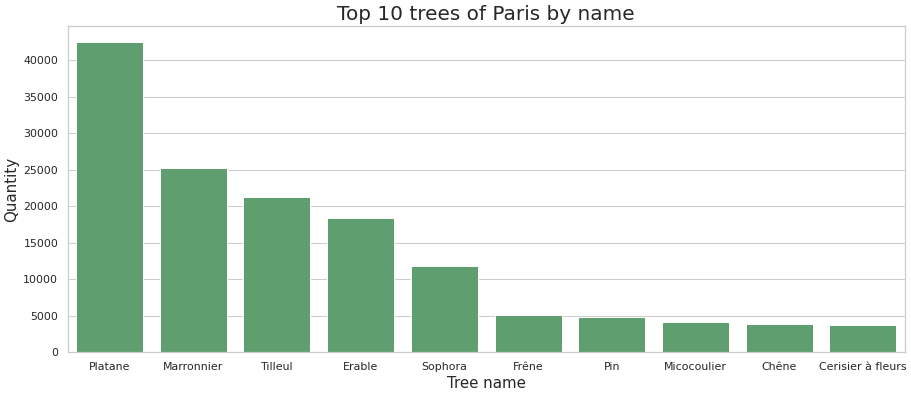 Top 10 trees of Paris by name
Quantity
40000
35000
30000
25000
20000
15000
10000
5000
0
Platane Marronnier Tilleul Erable Sophora Frêne Pin Micocoulier Chêne Cerisier à fleurs
Tree name